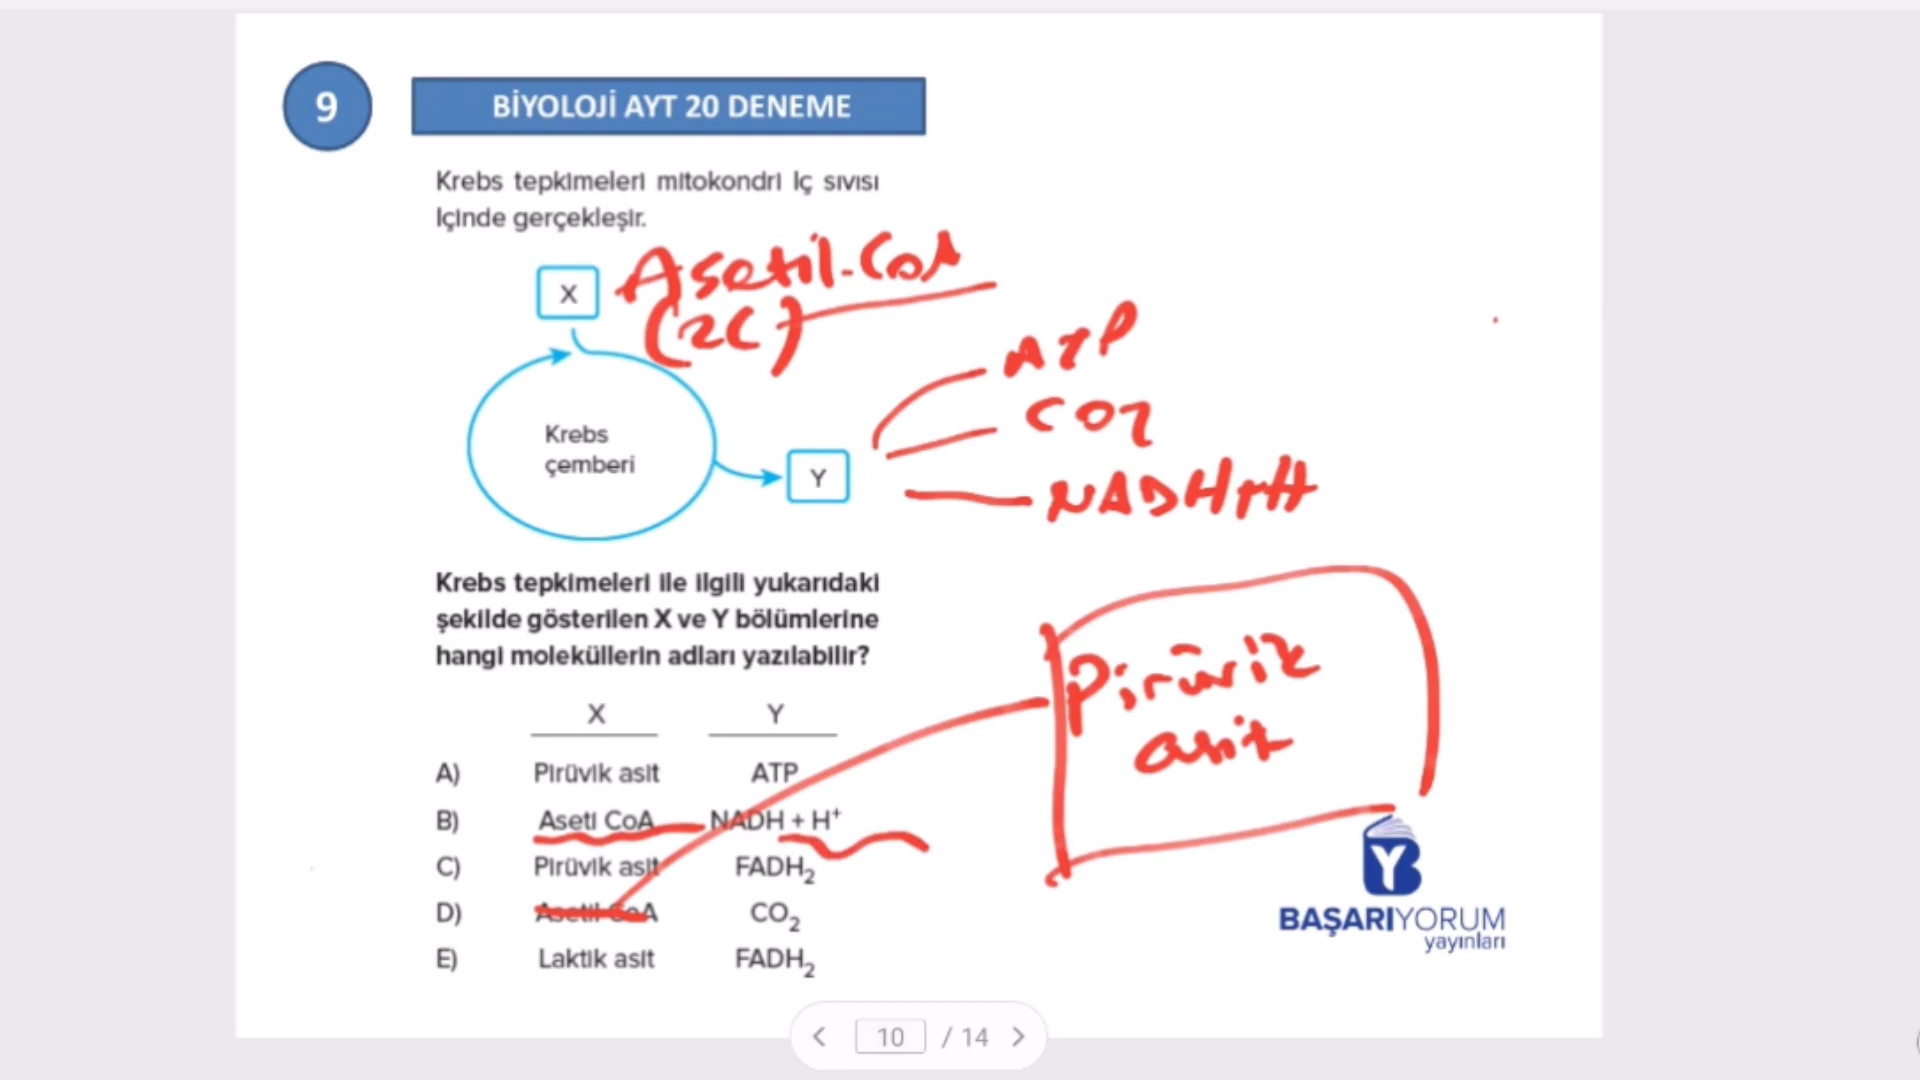 9
BİYOLOJİ AYT 20 DENEME
Krebs tepkimeleri mitokondri iç sıvısı
içinde gerçekleşir.
X
Asetil-CoA
(2C)
ATP
CO2
NADH+H
Krebs
çemberi
Y
Krebs tepkimeleri ile ilgili yukarıdaki
şekilde gösterilen X ve Y bölümlerine
hangi moleküllerin adları yazılabilir?
X Y
A) Pirüvik asit ATP
B) Aseti CoA NADH + H⁺
C) Pirüvik asit FADH₂
D) Asetil CoA CO₂
E) Laktik asit FADH₂
Pirüvik
asit
BAŞARIYORUM
yayınları
< 10 / 14 >